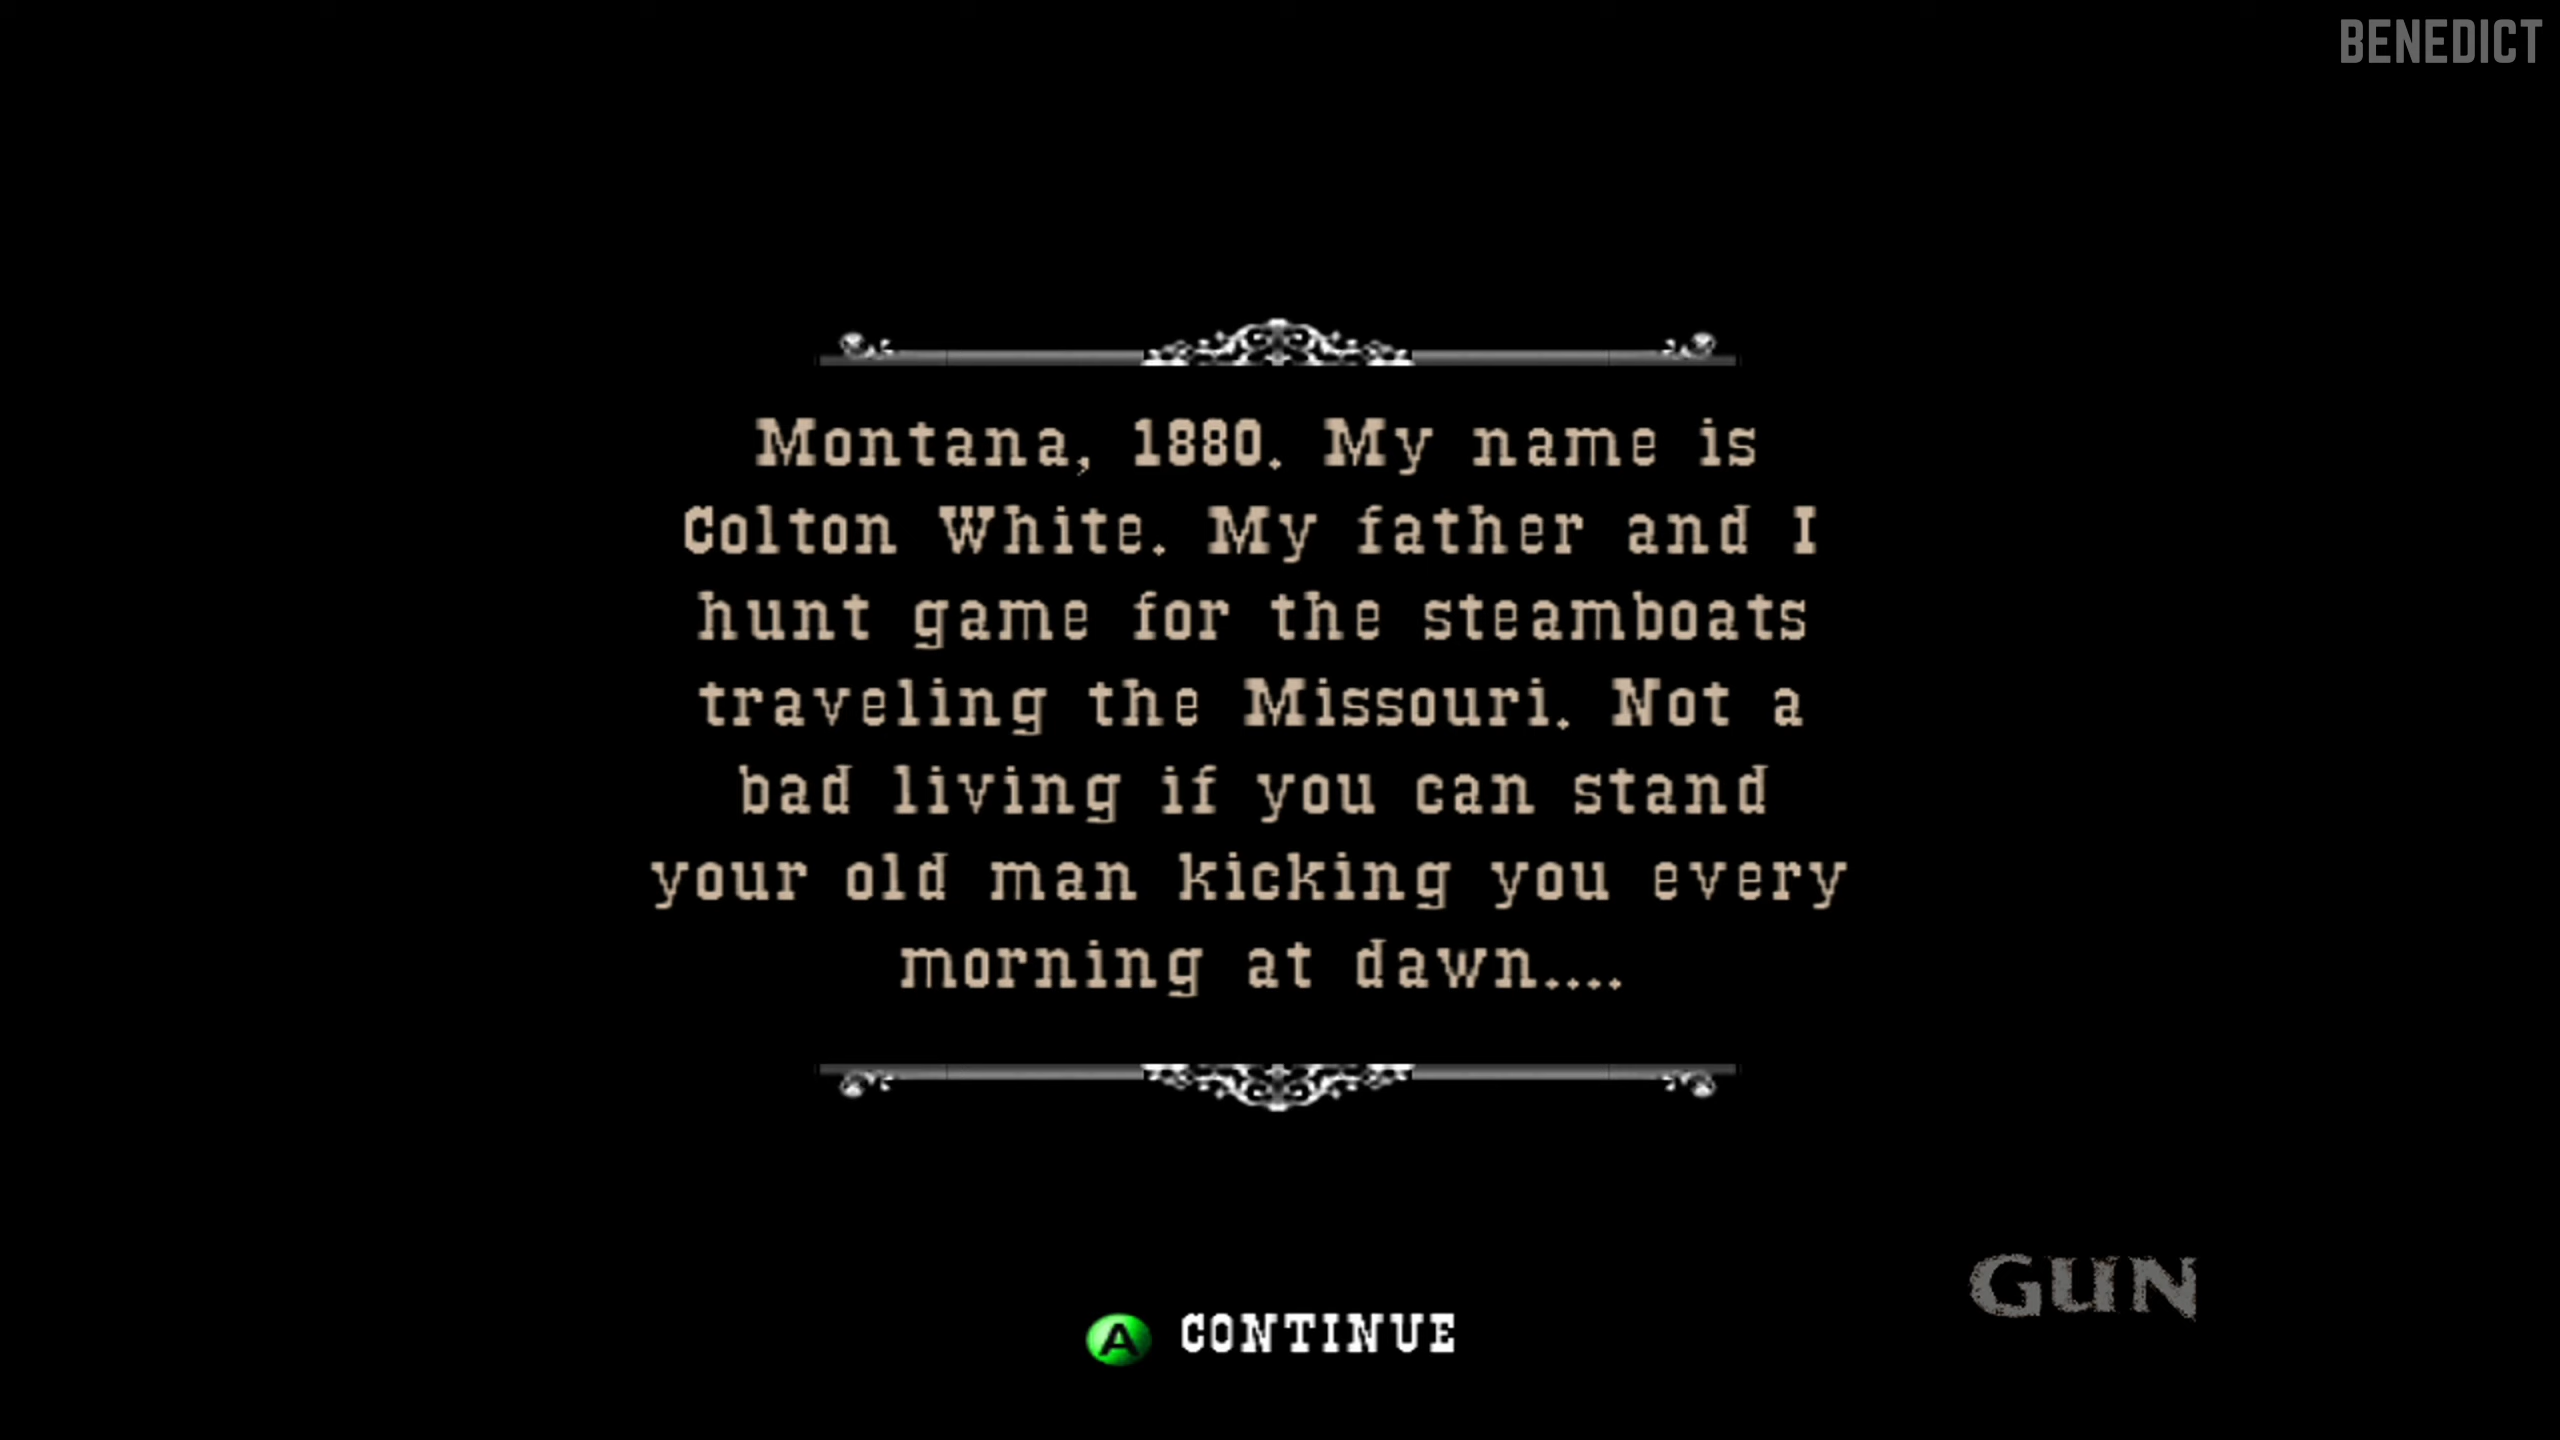 BENEDICT
Montana, 1880. My name is
Colton White. My father and I
hunt game for the steamboats
traveling the Missouri. Not a
bad living if you can stand
your old man kicking you every
morning at dawn....
GUN
A CONTINUE